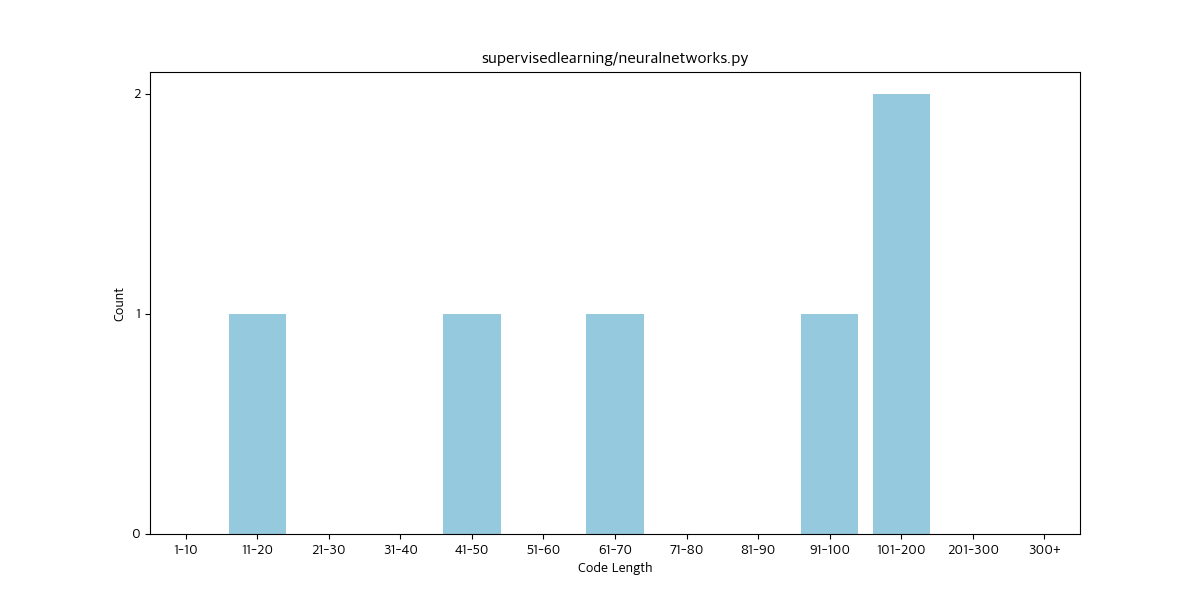 supervisedlearning/neuralnetworks.py
Count
2
1
0
1-10 11-20 21-30 31-40 41-50 51-60 61-70 71-80 81-90 91-100 101-200 201-300 300+
Code Length